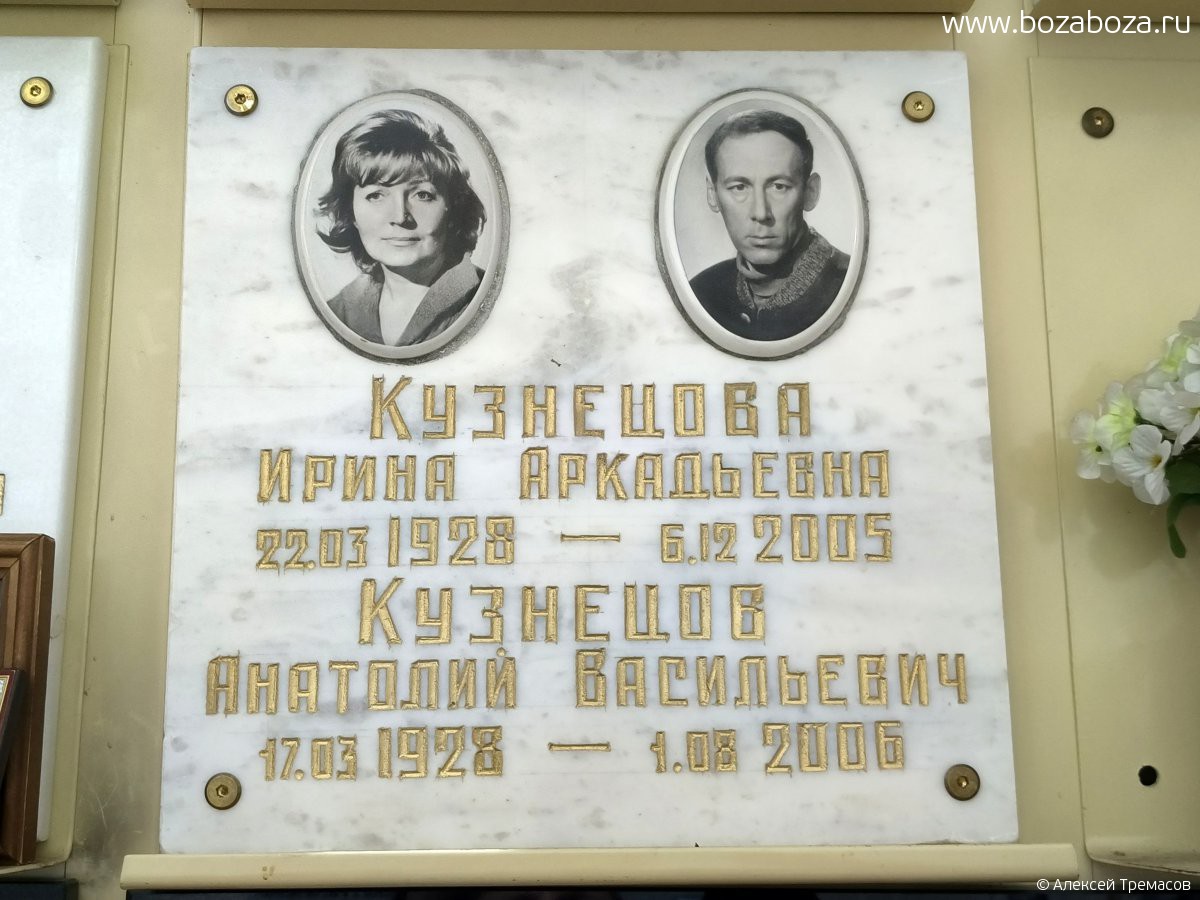 www.bozaboza.ru
Кузнецова
Ирина Аркадьевна
22.03 1928 — 6.12 2005
Кузнецов
Анатолий Васильевич
17.03 1928 — 1.08 2006
© Алексей Тремасов